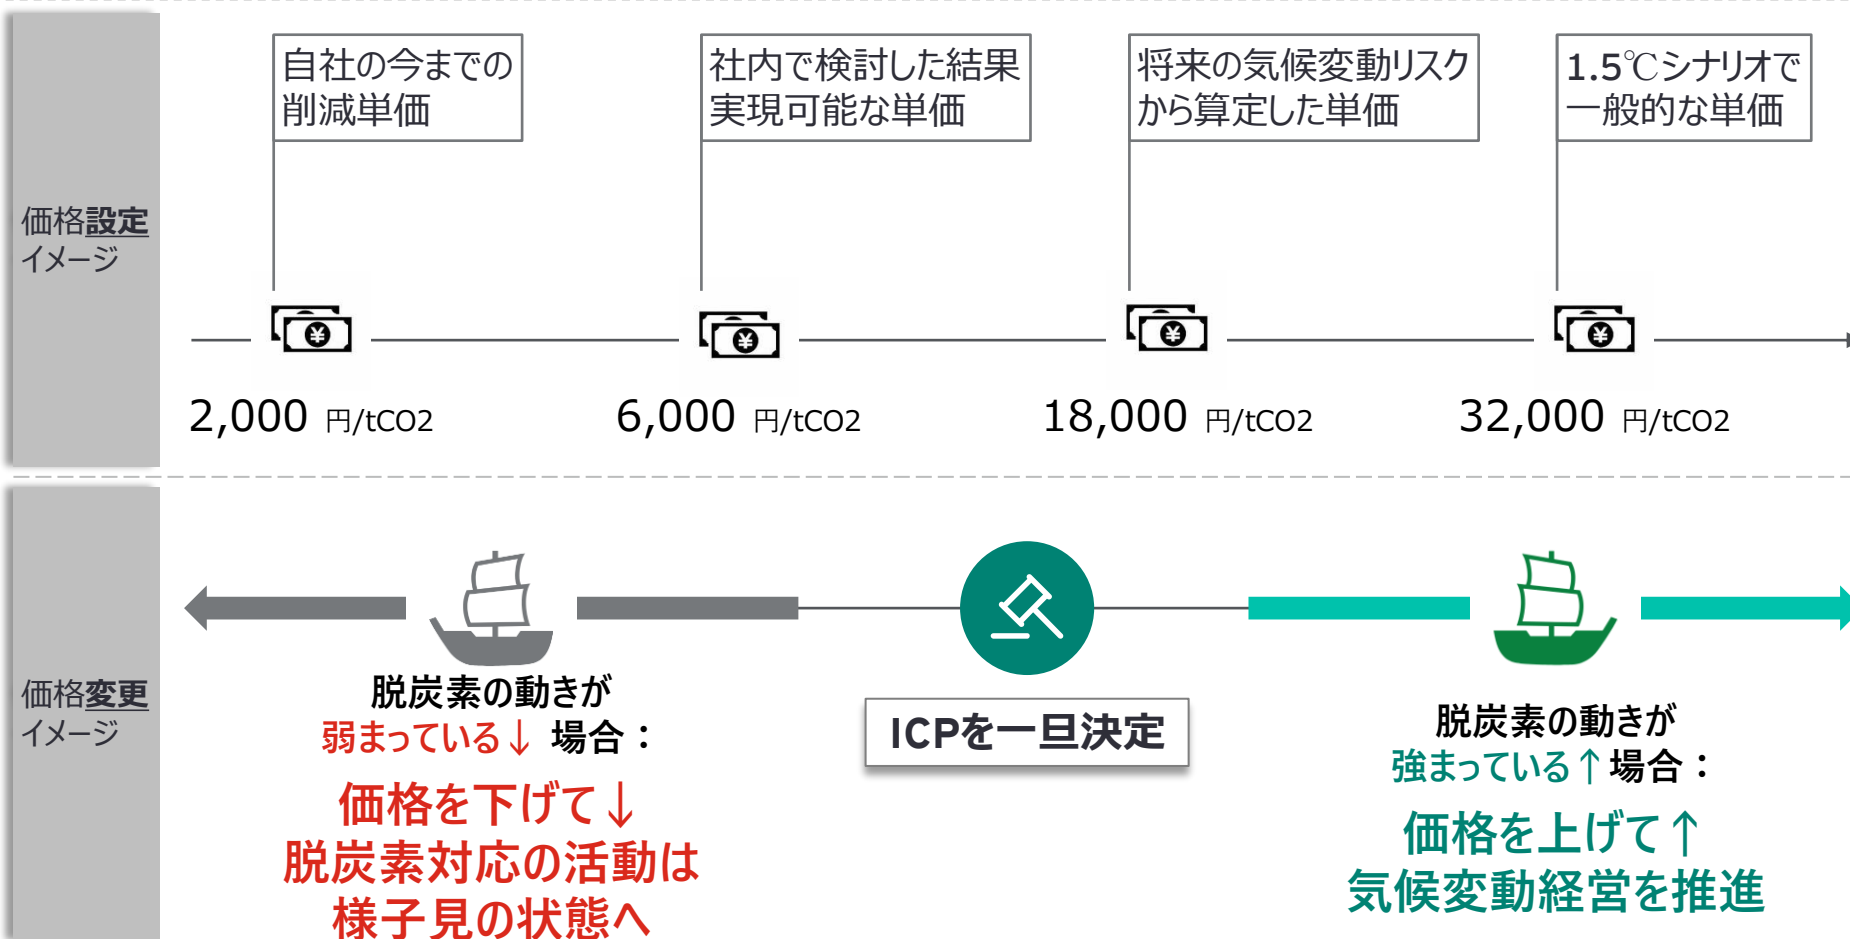 価格設定
イメージ
自社の今までの
削減単価
社内で検討した結果
実現可能な単価
将来の気候変動リスク
から算定した単価
1.5℃シナリオで
一般的な単価
¥
¥
¥
¥
2,000 円/tCO2
6,000 円/tCO2
18,000 円/tCO2
32,000 円/tCO2
価格変更
イメージ
脱炭素の動きが
弱まっている↓ 場合：
価格を下げて↓
脱炭素対応の活動は
様子見の状態へ
ICPを一旦決定
脱炭素の動きが
強まっている↑場合：
価格を上げて↑
気候変動経営を推進